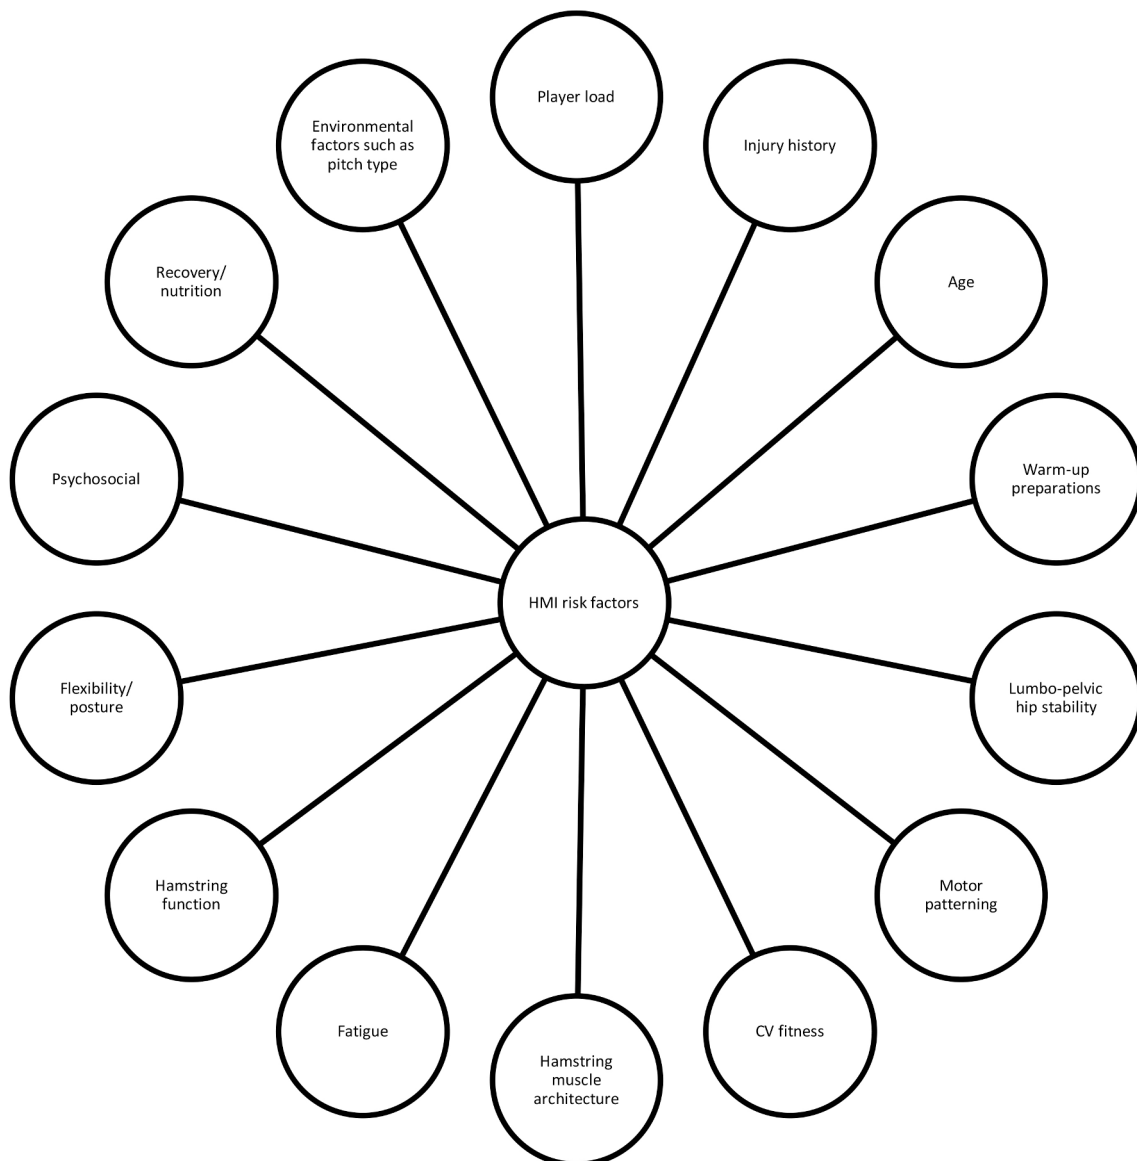 Player load
Injury history
Age
Warm-up
preparations
Lumbo-pelvic
hip stability
Motor
patterning
CV fitness
Hamstring
muscle
architecture
Fatigue
Hamstring
function
Flexibility/
posture
Psychosocial
Recovery/
nutrition
Environmental
factors such as
pitch type
HMI risk factors